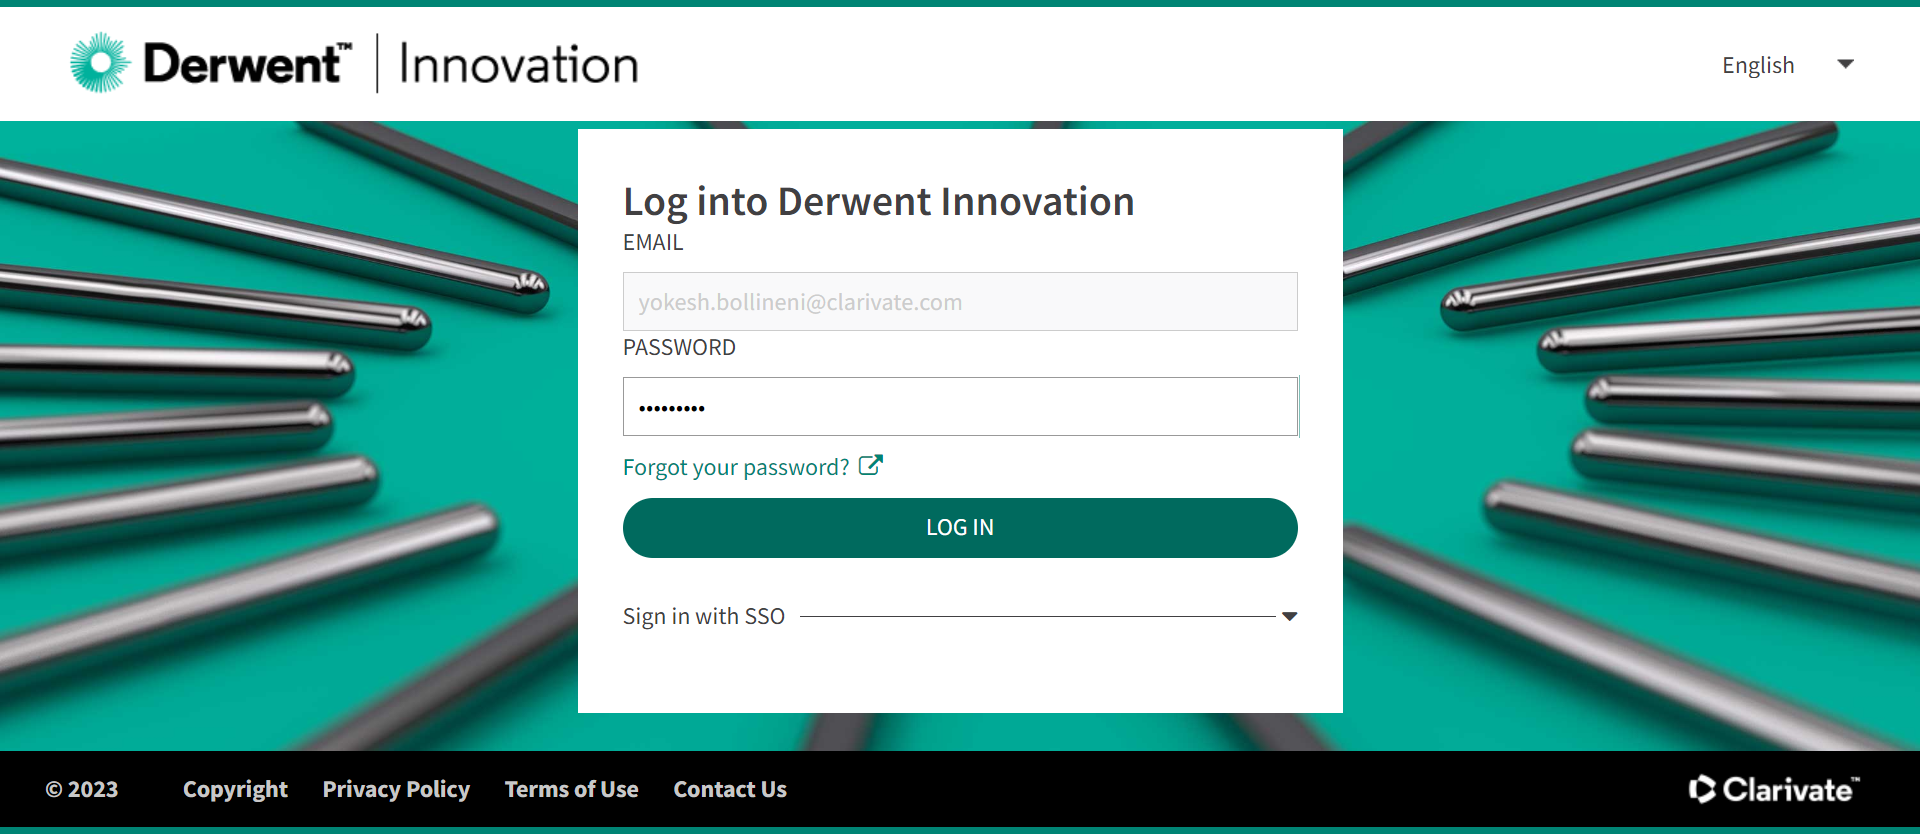 Derwent™ | Innovation
English
Log into Derwent Innovation
EMAIL
yokesh.bollineni@clarivate.com
PASSWORD
•••••••••
Forgot your password?
LOG IN
Sign in with SSO
© 2023 Copyright Privacy Policy Terms of Use Contact Us
Clarivate™